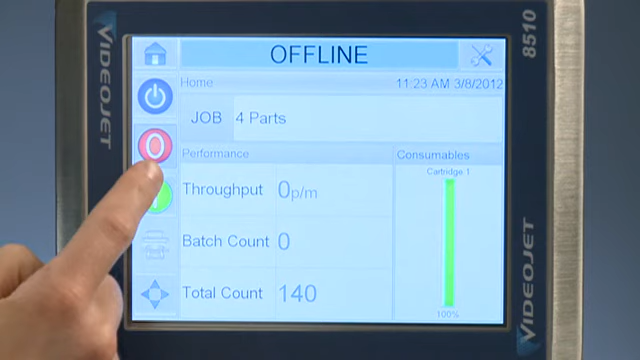 OFFLINE
Home 11:23 AM 3/8/2012
JOB 4 Parts
Performance
Throughput 0p/m
Batch Count 0
Total Count 140
Consumables
Cartridge 1
100%
VIDEOJET
8510
VIDEOJET